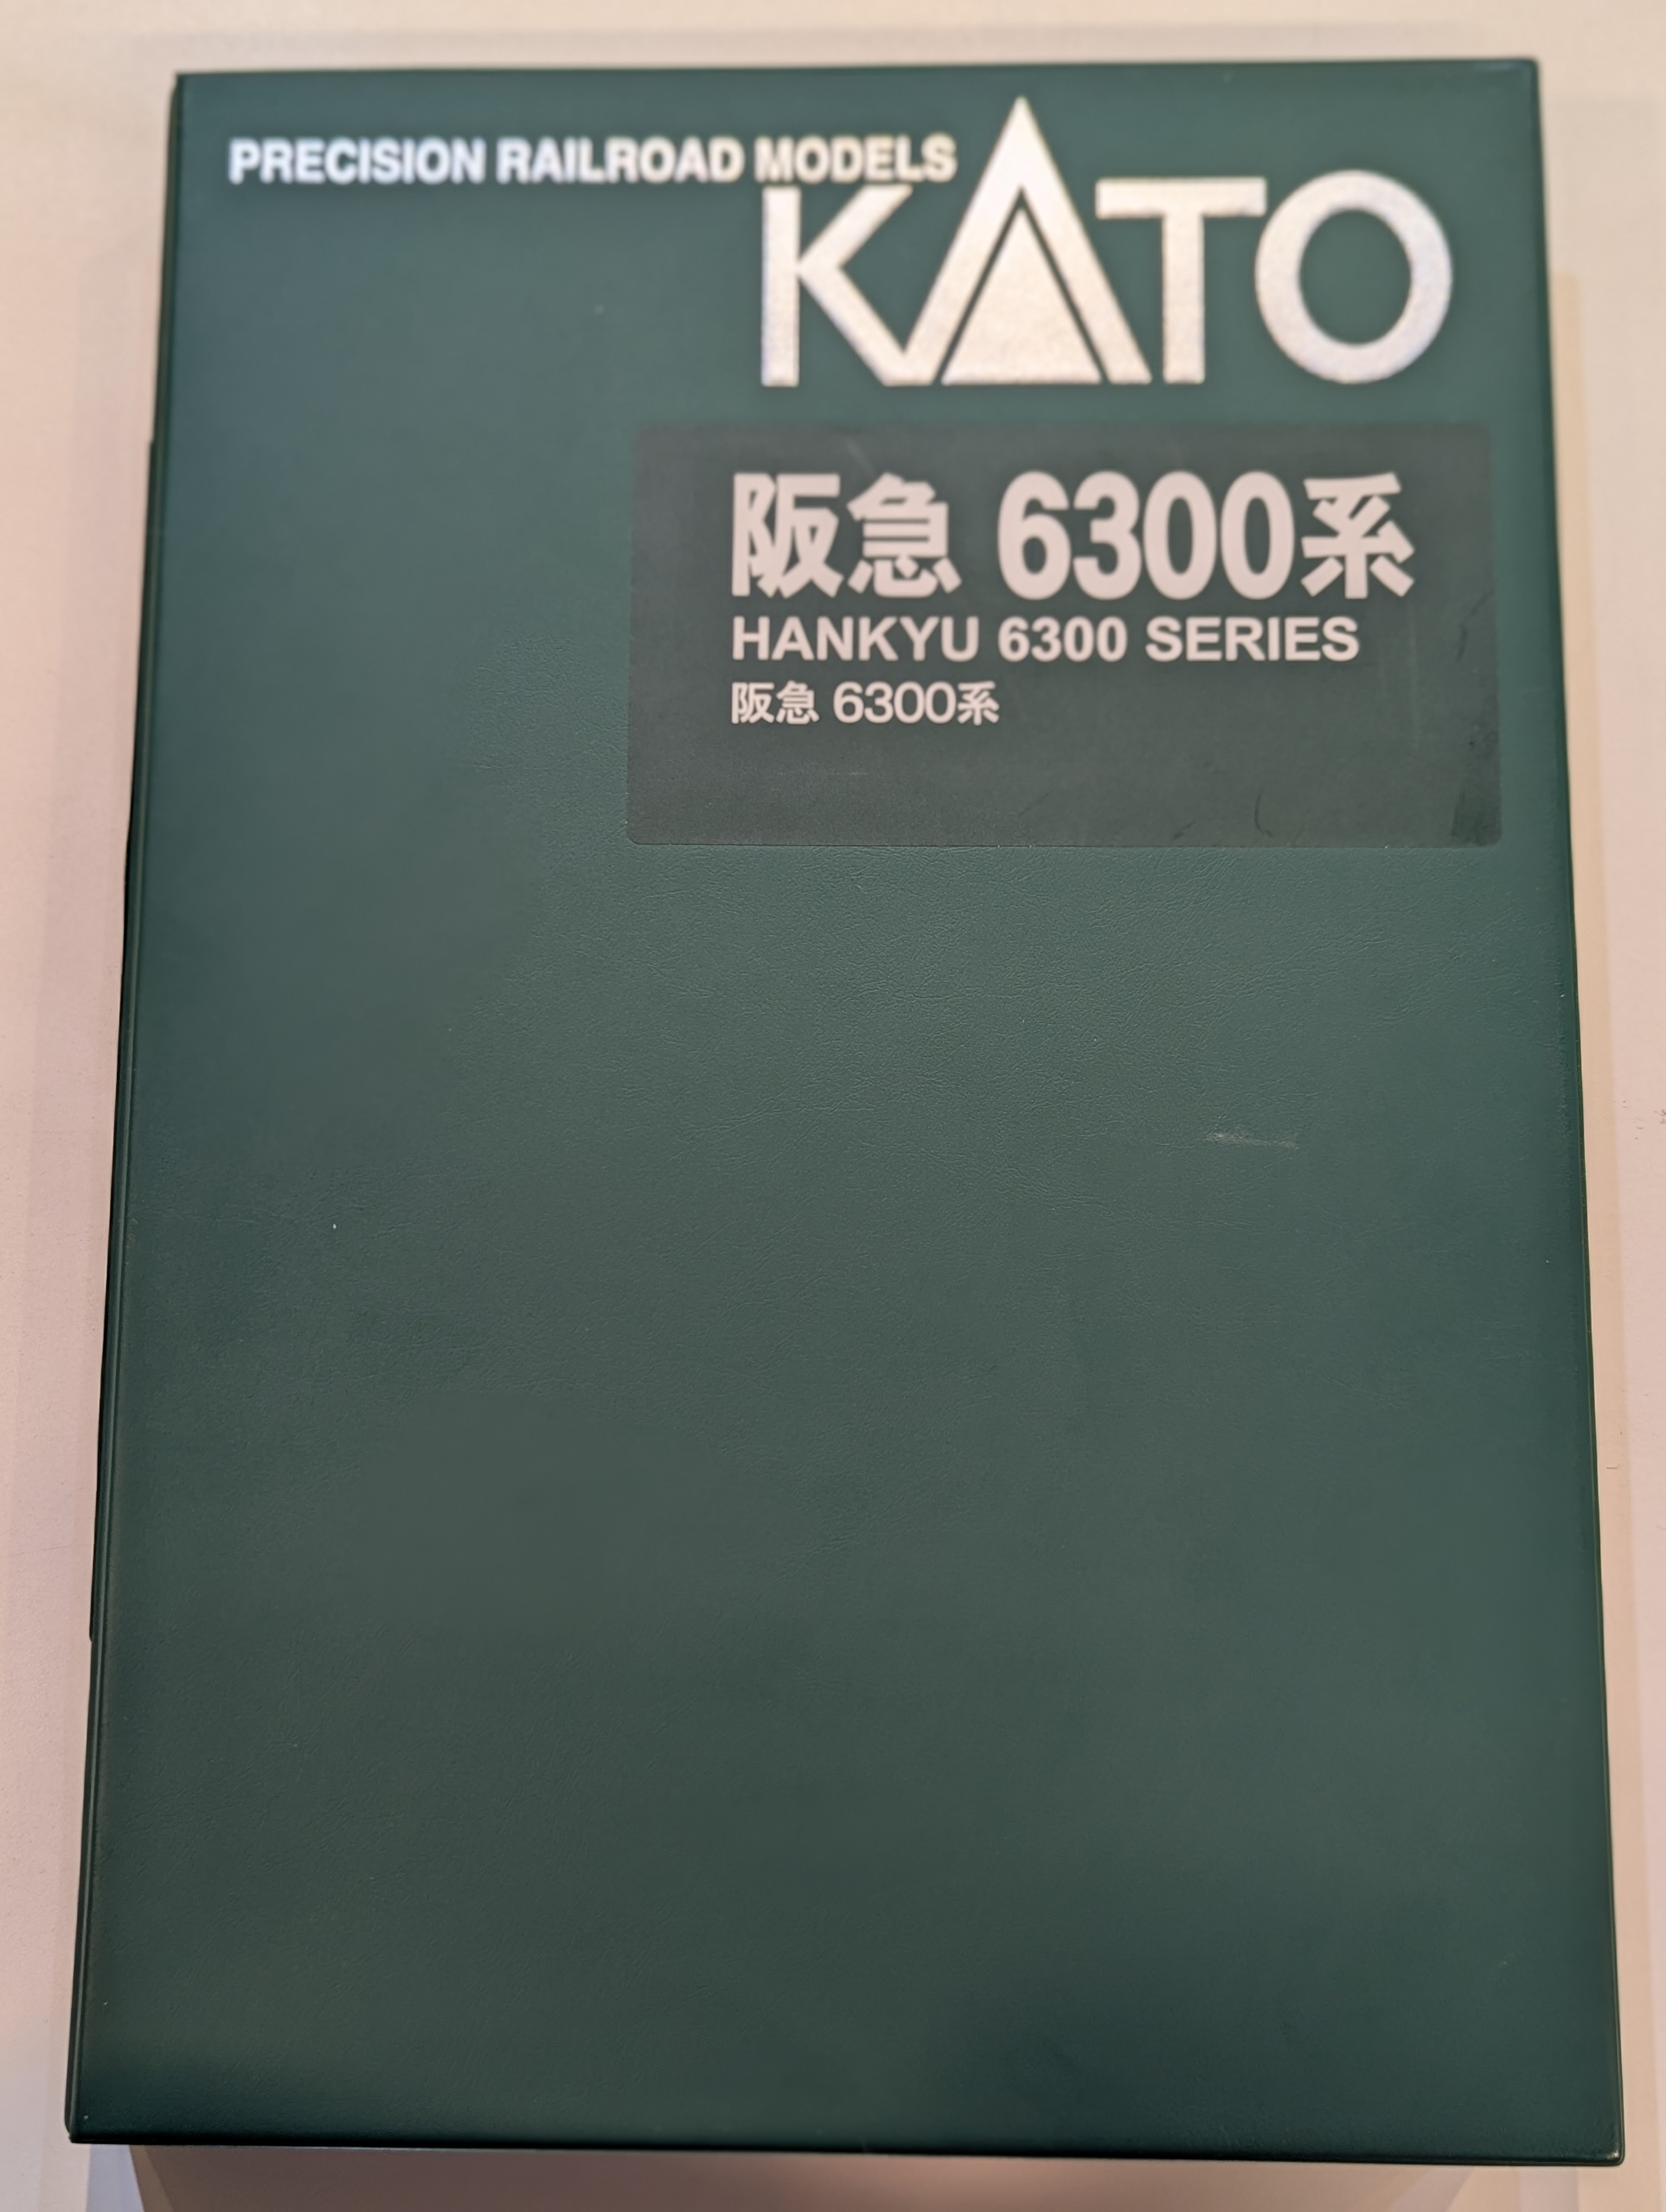 PRECISION RAILROAD MODELS
KATO
阪急 6300系
HANKYU 6300 SERIES
阪急 6300系